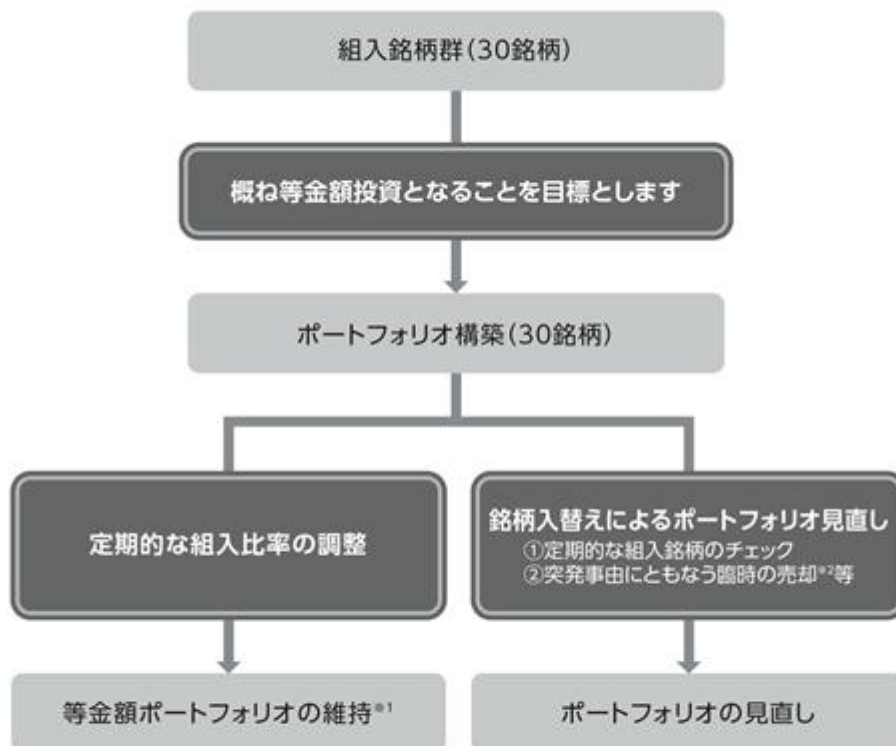 組入銘柄群(30銘柄)
概ね等金額投資となることを目標とします
ポートフォリオ構築(30銘柄)
定期的な組入比率の調整
銘柄入替えによるポートフォリオ見直し
①定期的な組入銘柄のチェック
②突発事由にともなう臨時の売却※2等
等金額ポートフォリオの維持※1
ポートフォリオの見直し